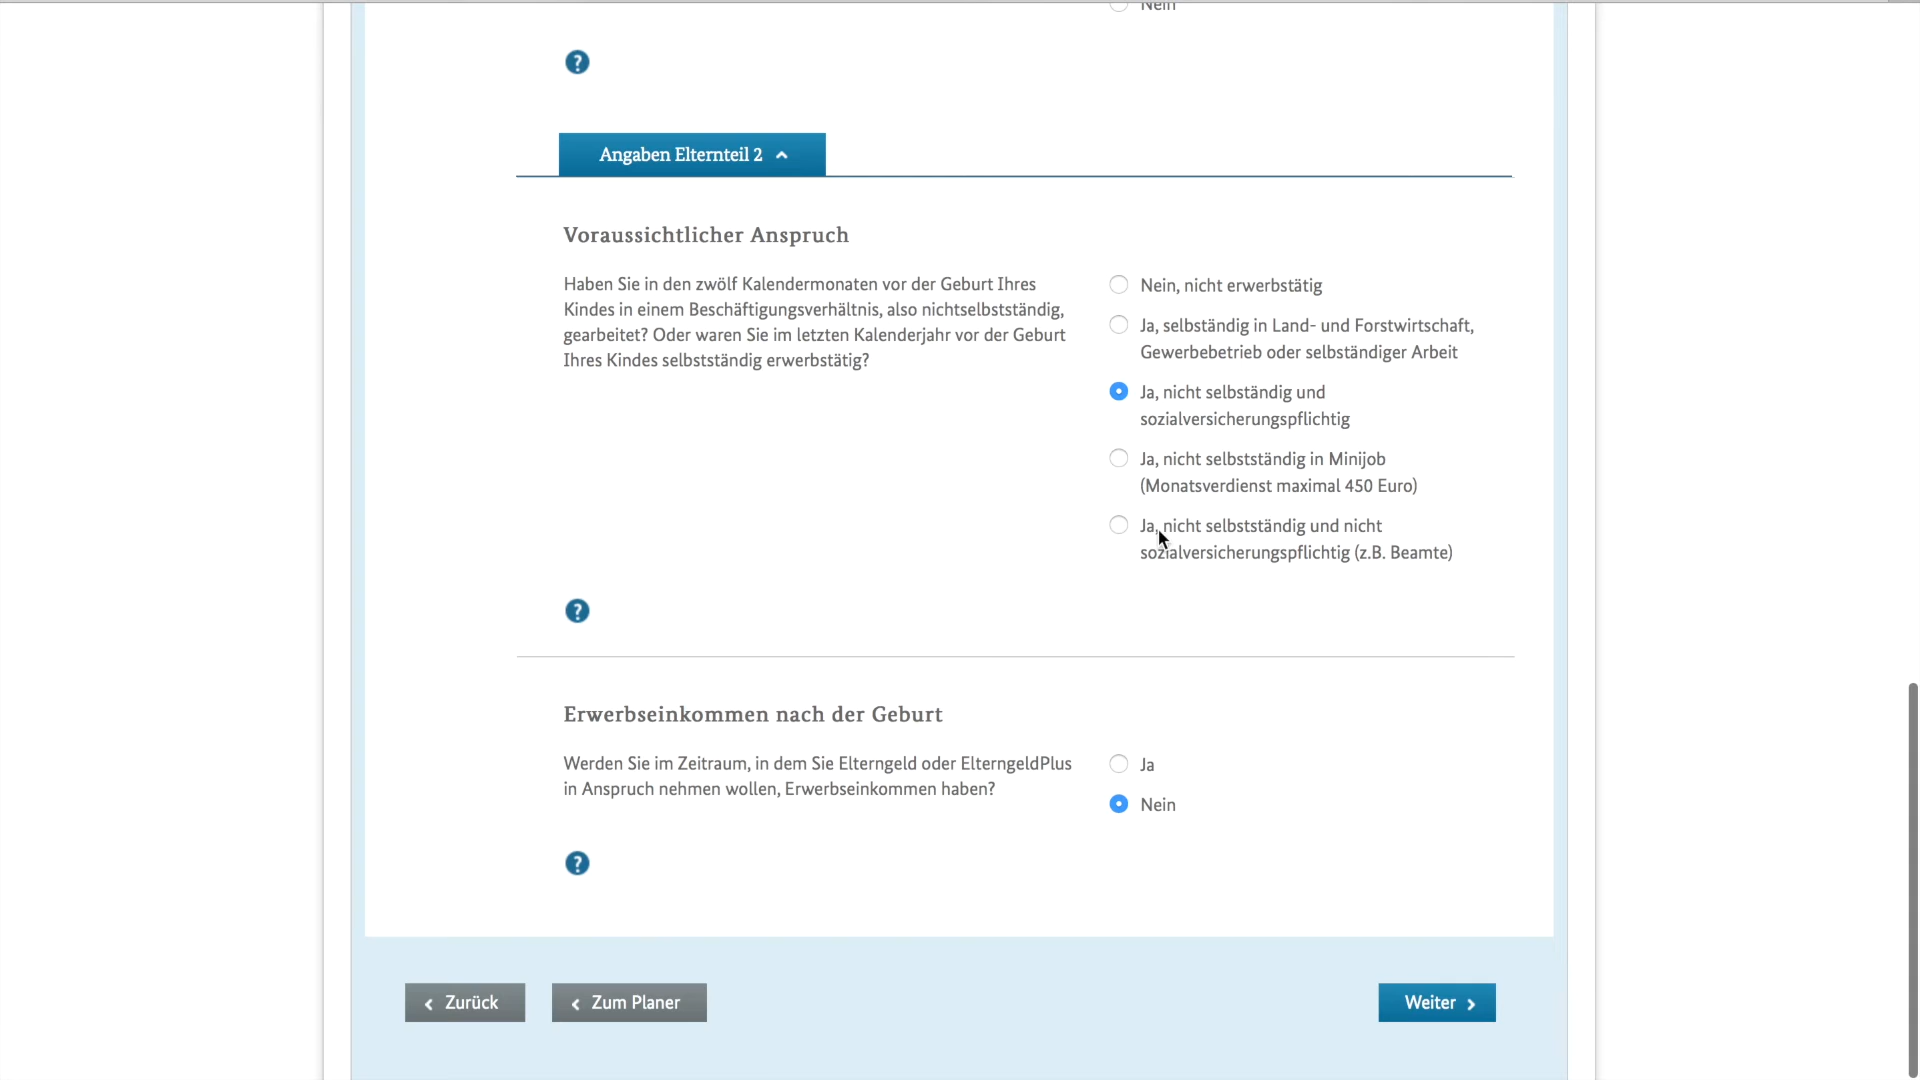 Nein
Angaben Elternteil 2
Voraussichtlicher Anspruch
Haben Sie in den zwölf Kalendermonaten vor der Geburt Ihres
Kindes in einem Beschäftigungsverhältnis, also nichtselbstständig,
gearbeitet? Oder waren Sie im letzten Kalenderjahr vor der Geburt
Ihres Kindes selbstständig erwerbstätig?
Nein, nicht erwerbstätig
Ja, selbständig in Land- und Forstwirtschaft,
Gewerbebetrieb oder selbständiger Arbeit
Ja, nicht selbständig und
sozialversicherungspflichtig
Ja, nicht selbstständig in Minijob
(Monatsverdienst maximal 450 Euro)
Ja, nicht selbstständig und nicht
sozialversicherungspflichtig (z.B. Beamte)
?
Erwerbseinkommen nach der Geburt
Werden Sie im Zeitraum, in dem Sie Elterngeld oder ElterngeldPlus
in Anspruch nehmen wollen, Erwerbseinkommen haben?
Ja
Nein
?
Zurück
Zum Planer
Weiter